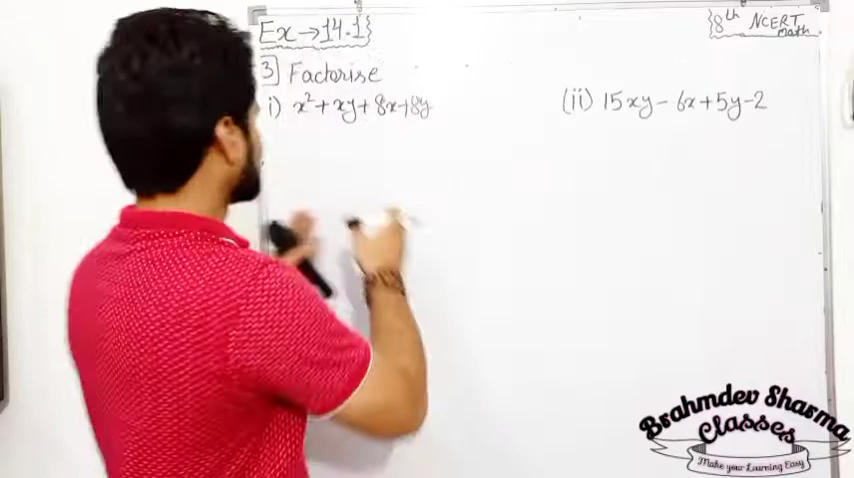 Ex → 14.1
8th NCERT
math
3] Factorise
i) x² + xy + 8x + 8y
(ii) 15xy - 6x + 5y - 2
Brahmdev Sharma
Classes
Make your Learning Easy